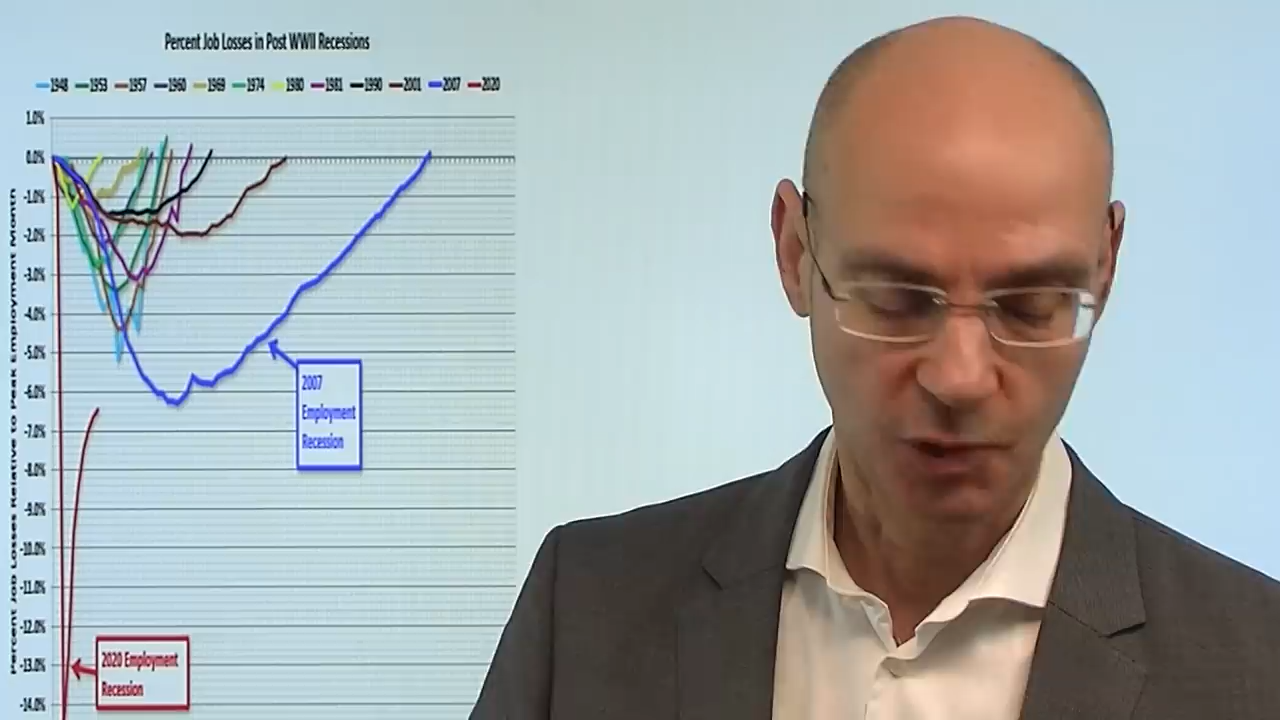 Percent Job Losses in Post WWII Recessions
1948 1953 1957 1960 1969 1974 1980 1981 1990 2001 2007 2020
Percent Job Losses Relative to Peak Employment Month
1.0%
0.0%
-1.0%
-2.0%
-3.0%
-4.0%
-5.0%
-6.0%
-7.0%
-8.0%
-9.0%
-10.0%
-11.0%
-12.0%
-13.0%
-14.0%
2007
Employment
Recession
2020 Employment
Recession